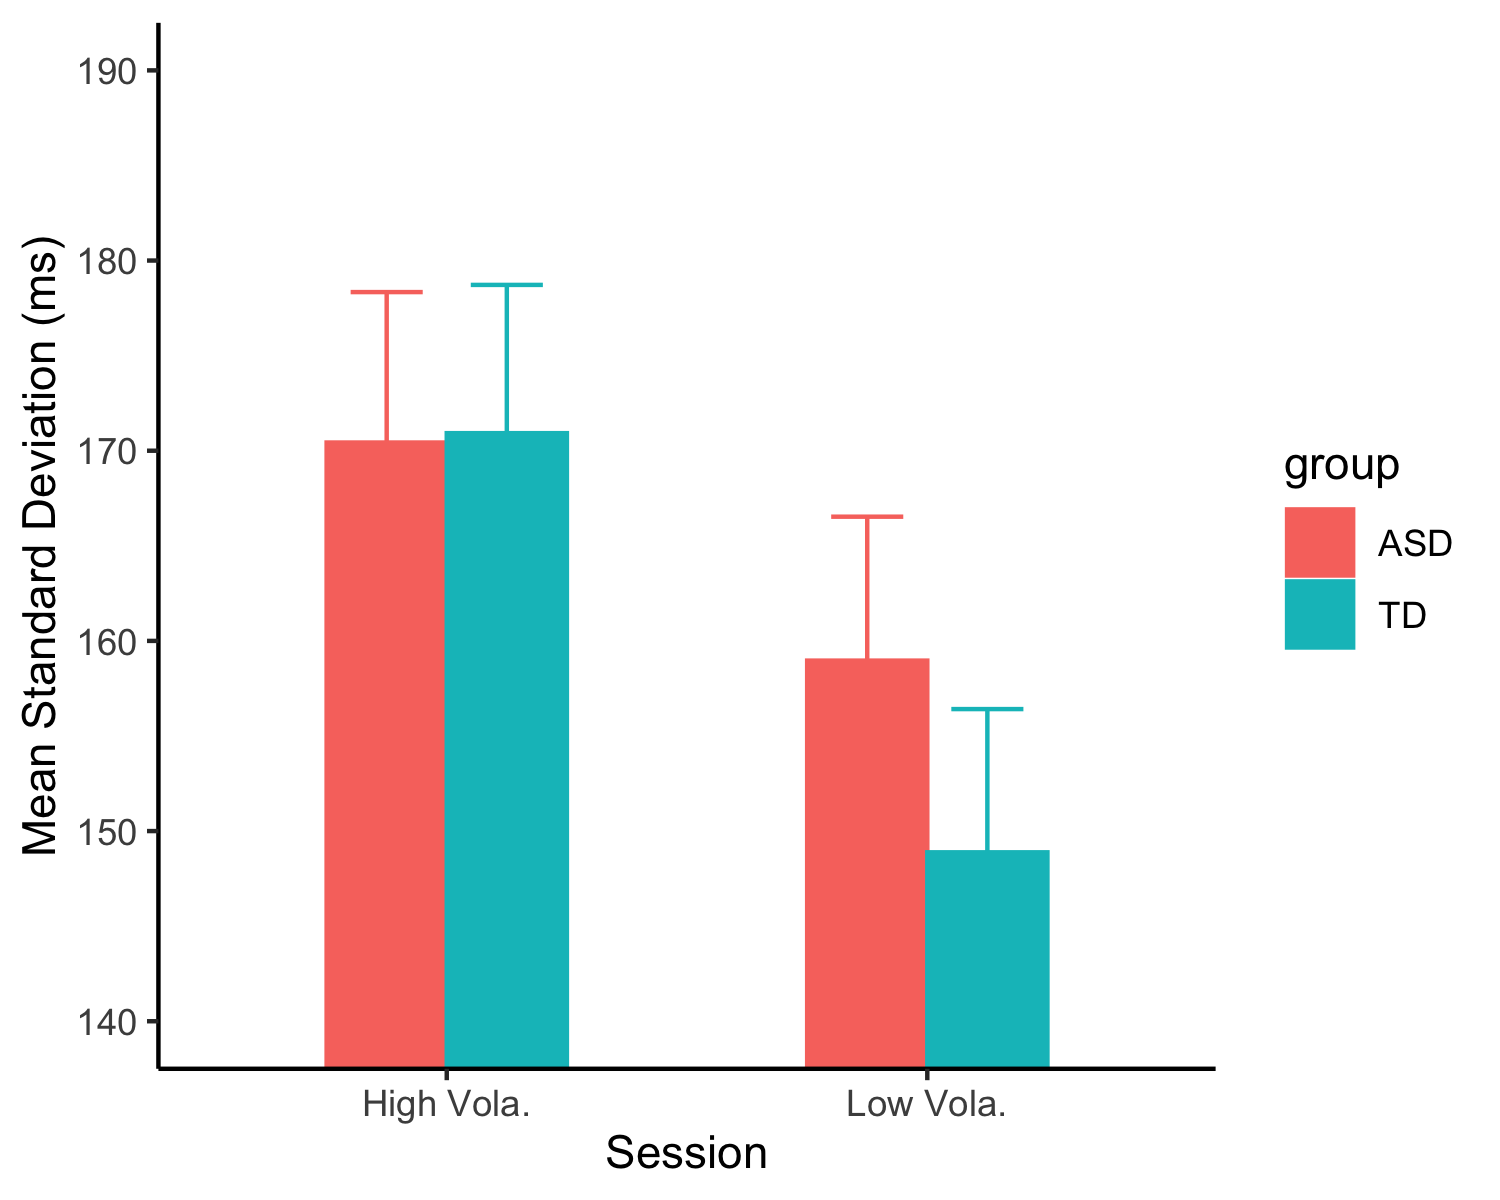 Mean Standard Deviation (ms)
190
180
170
160
150
140
High Vola.
Low Vola.
Session
group
ASD
TD